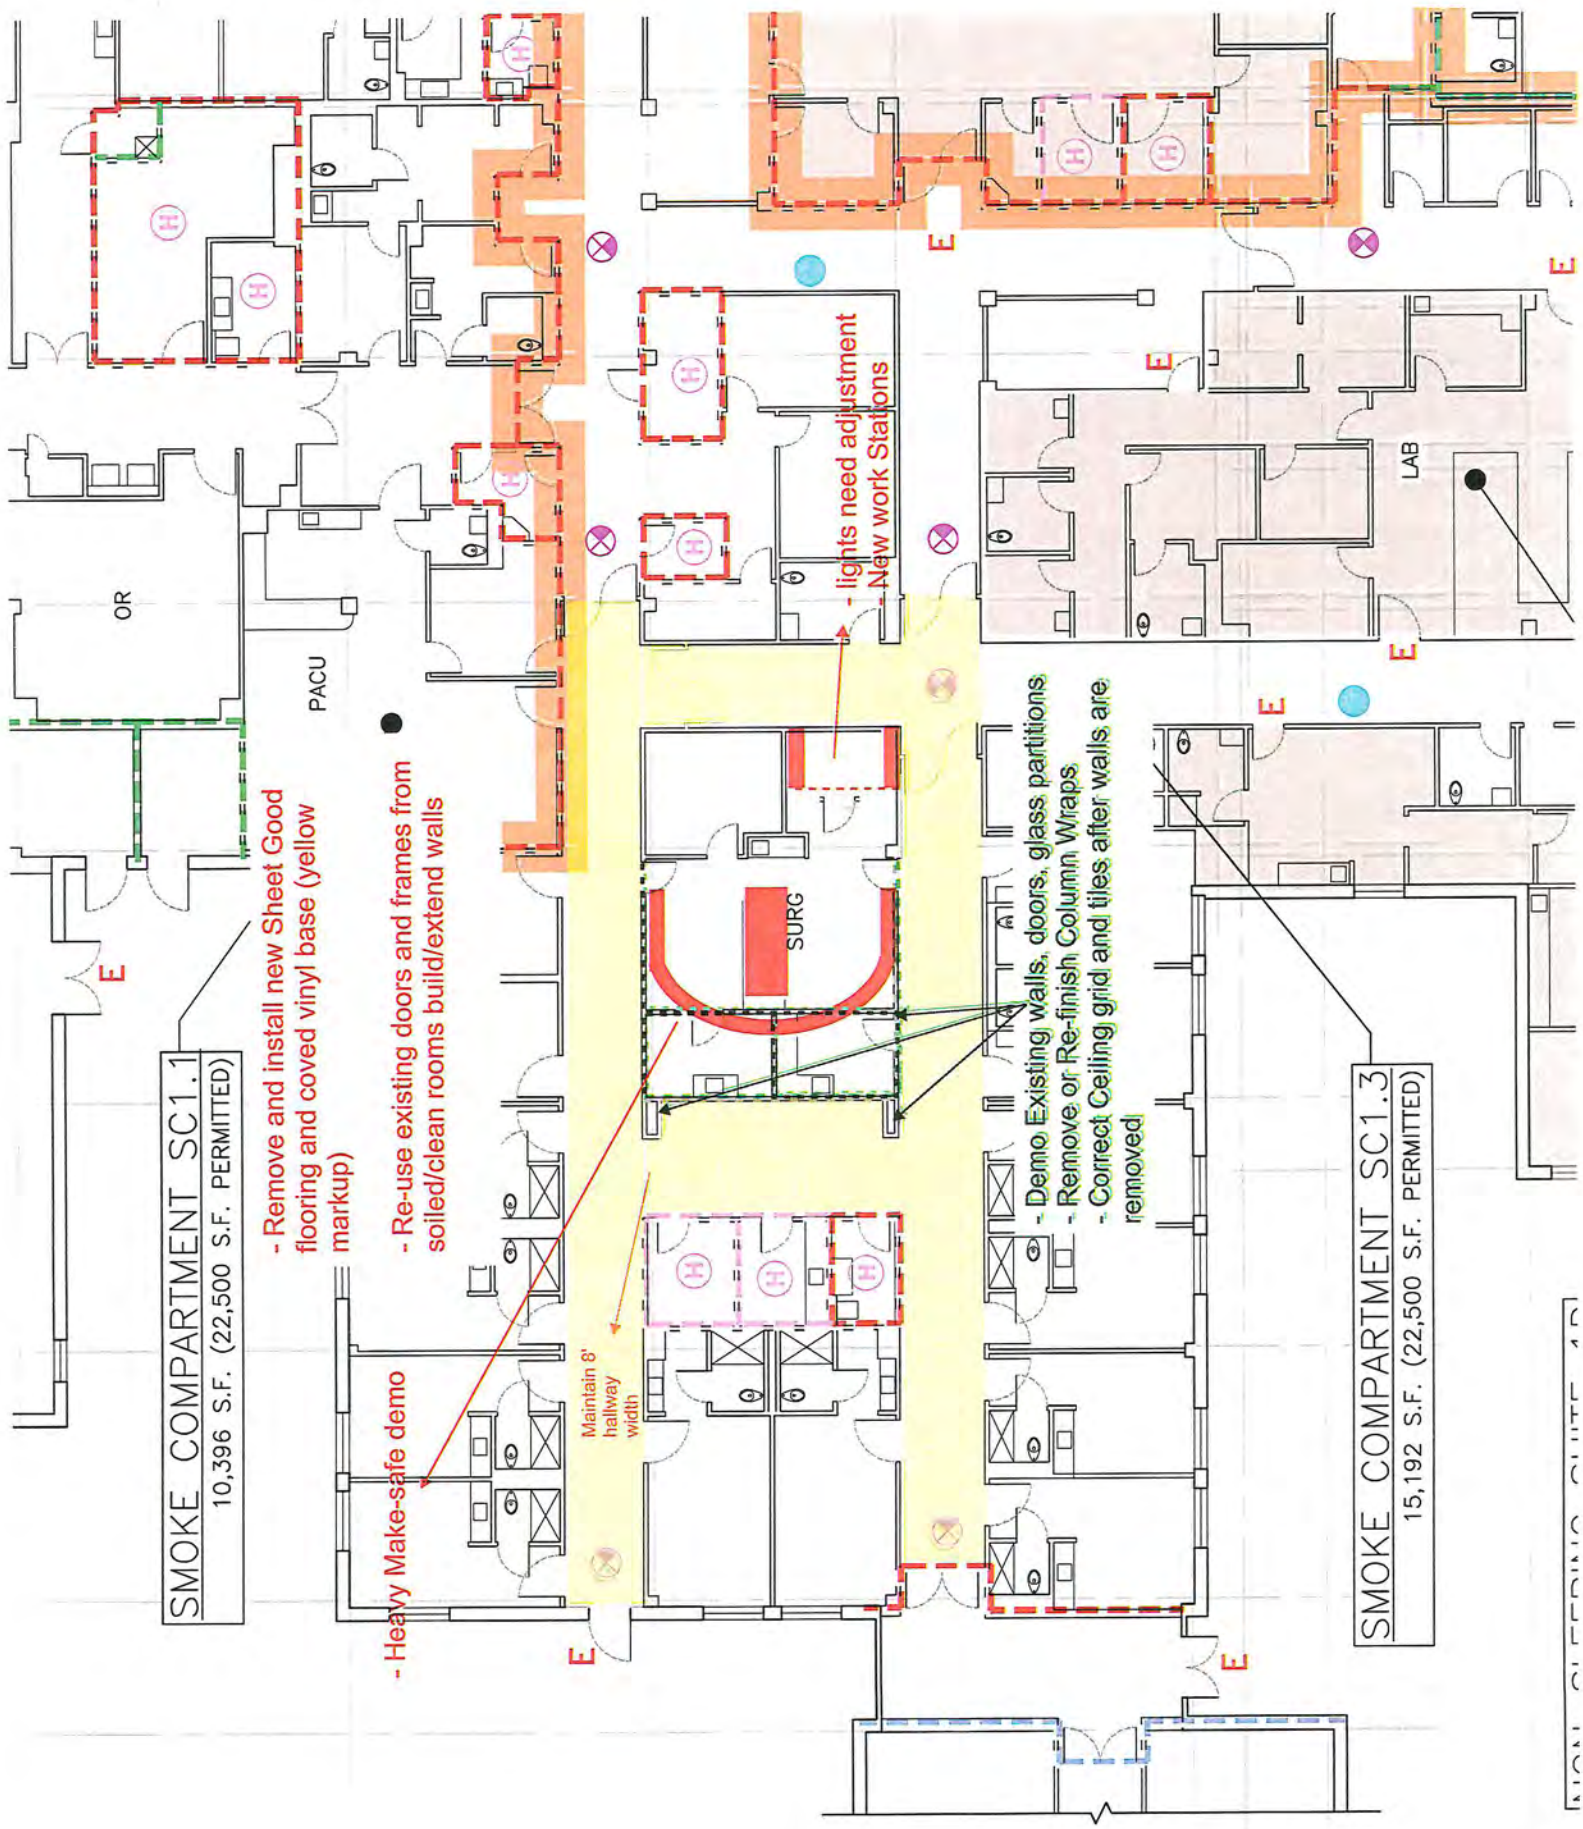 SMOKE COMPARTMENT SC1.1
10,396 S.F. (22,500 S.F. PERMITTED)
- Remove and install new Sheet Good
flooring and coved vinyl base (yellow
markup)
- Re-use existing doors and frames from
soiled/clean rooms build/extend walls
- Heavy Make-safe demo
Maintain 8'
hallway
width
- lights need adjustment
- New work Stations
- Demo Existing walls, doors, glass partitions
- Remove or Re-finish Column Wraps
- Correct Ceiling grid and tiles after walls are
removed
SMOKE COMPARTMENT SC1.3
15,192 S.F. (22,500 S.F. PERMITTED)
OR
PACU
SURG
LAB
H
H
H
H
H
H
H
H
H
H
H
E
E
E
E
E
E
E
E